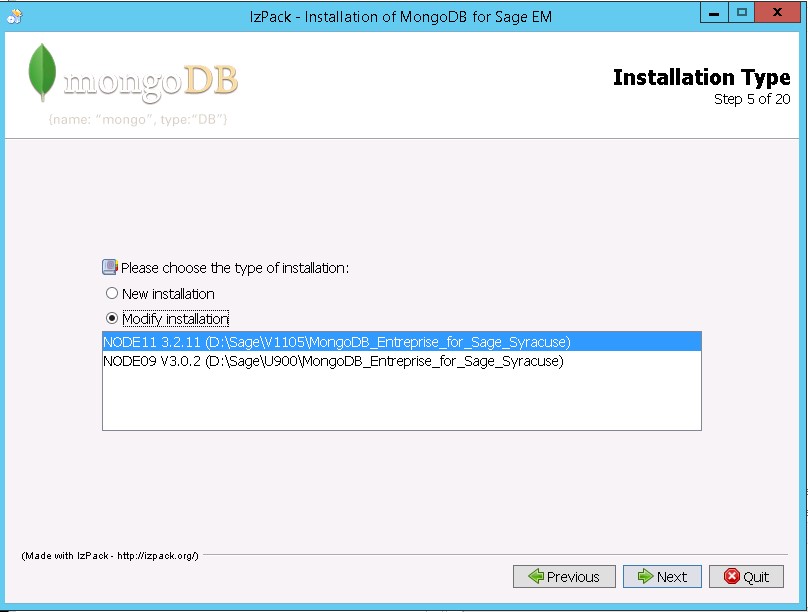 IzPack - Installation of MongoDB for Sage EM
mongoDB
{name: "mongo", type:"DB"}
Installation Type
Step 5 of 20
Please choose the type of installation:
New installation
Modify installation
NODE11 3.2.11 (D:\Sage\V1105\MongoDB_Entreprise_for_Sage_Syracuse)
NODE09 V3.0.2 (D:\Sage\U900\MongoDB_Entreprise_for_Sage_Syracuse)
(Made with IzPack - http://izpack.org/)
Previous
Next
Quit